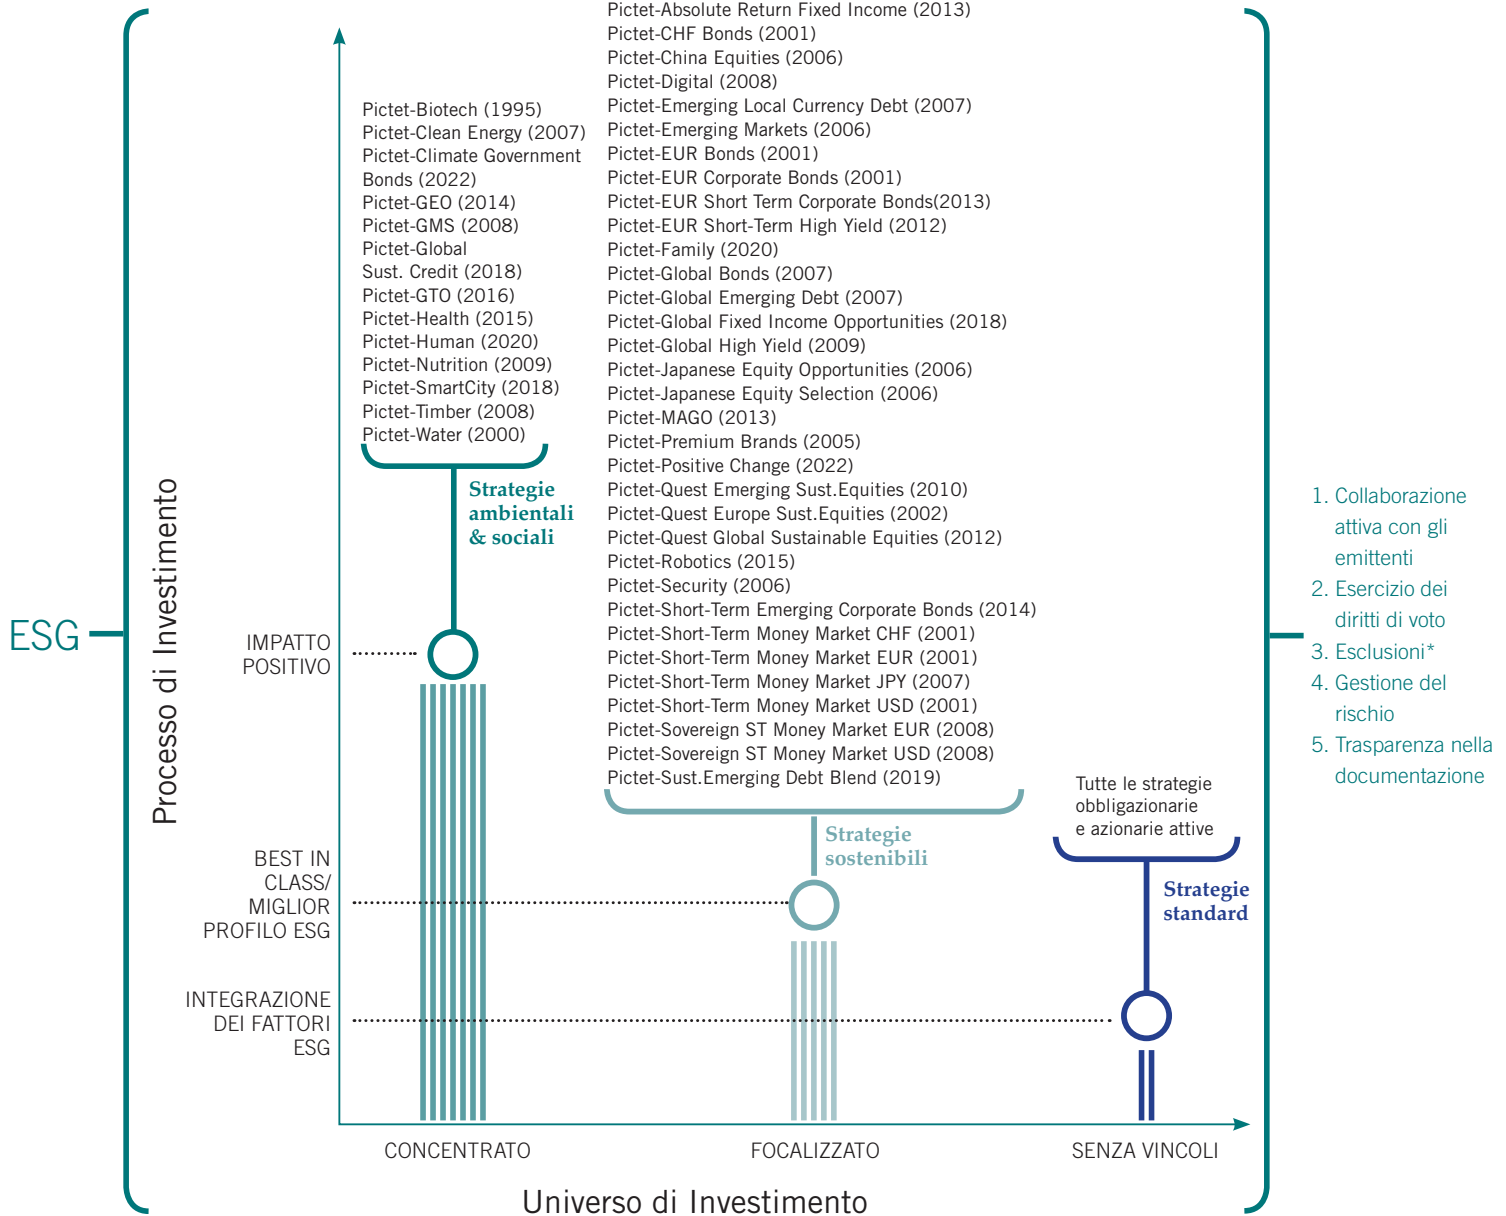 ESG
Processo di Investimento
Pictet-Biotech (1995)
Pictet-Clean Energy (2007)
Pictet-Climate Government
Bonds (2022)
Pictet-GEO (2014)
Pictet-GMS (2008)
Pictet-Global
Sust. Credit (2018)
Pictet-GTO (2016)
Pictet-Health (2015)
Pictet-Human (2020)
Pictet-Nutrition (2009)
Pictet-SmartCity (2018)
Pictet-Timber (2008)
Pictet-Water (2000)
Strategie
ambientali
& sociali
Pictet-Absolute Return Fixed Income (2013)
Pictet-CHF Bonds (2001)
Pictet-China Equities (2006)
Pictet-Digital (2008)
Pictet-Emerging Local Currency Debt (2007)
Pictet-Emerging Markets (2006)
Pictet-EUR Bonds (2001)
Pictet-EUR Corporate Bonds (2001)
Pictet-EUR Short Term Corporate Bonds(2013)
Pictet-EUR Short-Term High Yield (2012)
Pictet-Family (2020)
Pictet-Global Bonds (2007)
Pictet-Global Emerging Debt (2007)
Pictet-Global Fixed Income Opportunities (2018)
Pictet-Global High Yield (2009)
Pictet-Japanese Equity Opportunities (2006)
Pictet-Japanese Equity Selection (2006)
Pictet-MAGO (2013)
Pictet-Premium Brands (2005)
Pictet-Positive Change (2022)
Pictet-Quest Emerging Sust.Equities (2010)
Pictet-Quest Europe Sust.Equities (2002)
Pictet-Quest Global Sustainable Equities (2012)
Pictet-Robotics (2015)
Pictet-Security (2006)
Pictet-Short-Term Emerging Corporate Bonds (2014)
Pictet-Short-Term Money Market CHF (2001)
Pictet-Short-Term Money Market EUR (2001)
Pictet-Short-Term Money Market JPY (2007)
Pictet-Short-Term Money Market USD (2001)
Pictet-Sovereign ST Money Market EUR (2008)
Pictet-Sovereign ST Money Market USD (2008)
Pictet-Sust.Emerging Debt Blend (2019)
Strategie
sostenibili
Tutte le strategie
obbligazionarie
e azionarie attive
Strategie
standard
IMPATTO
POSITIVO
BEST IN
CLASS/
MIGLIOR
PROFILO ESG
INTEGRAZIONE
DEI FATTORI
ESG
CONCENTRATO
FOCALIZZATO
SENZA VINCOLI
Universo di Investimento
1. Collaborazione
attiva con gli
emittenti
2. Esercizio dei
diritti di voto
3. Esclusioni*
4. Gestione del
rischio
5. Trasparenza nella
documentazione